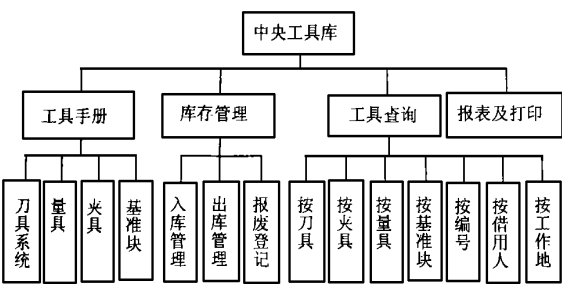 中央工具库
工具手册
库存管理
工具查询
报表及打印
刀具系统
量具
夹具
基准块
入库管理
出库管理
报废登记
按刀具
按夹具
按量具
按基准块
按编号
按借用人
按工作地